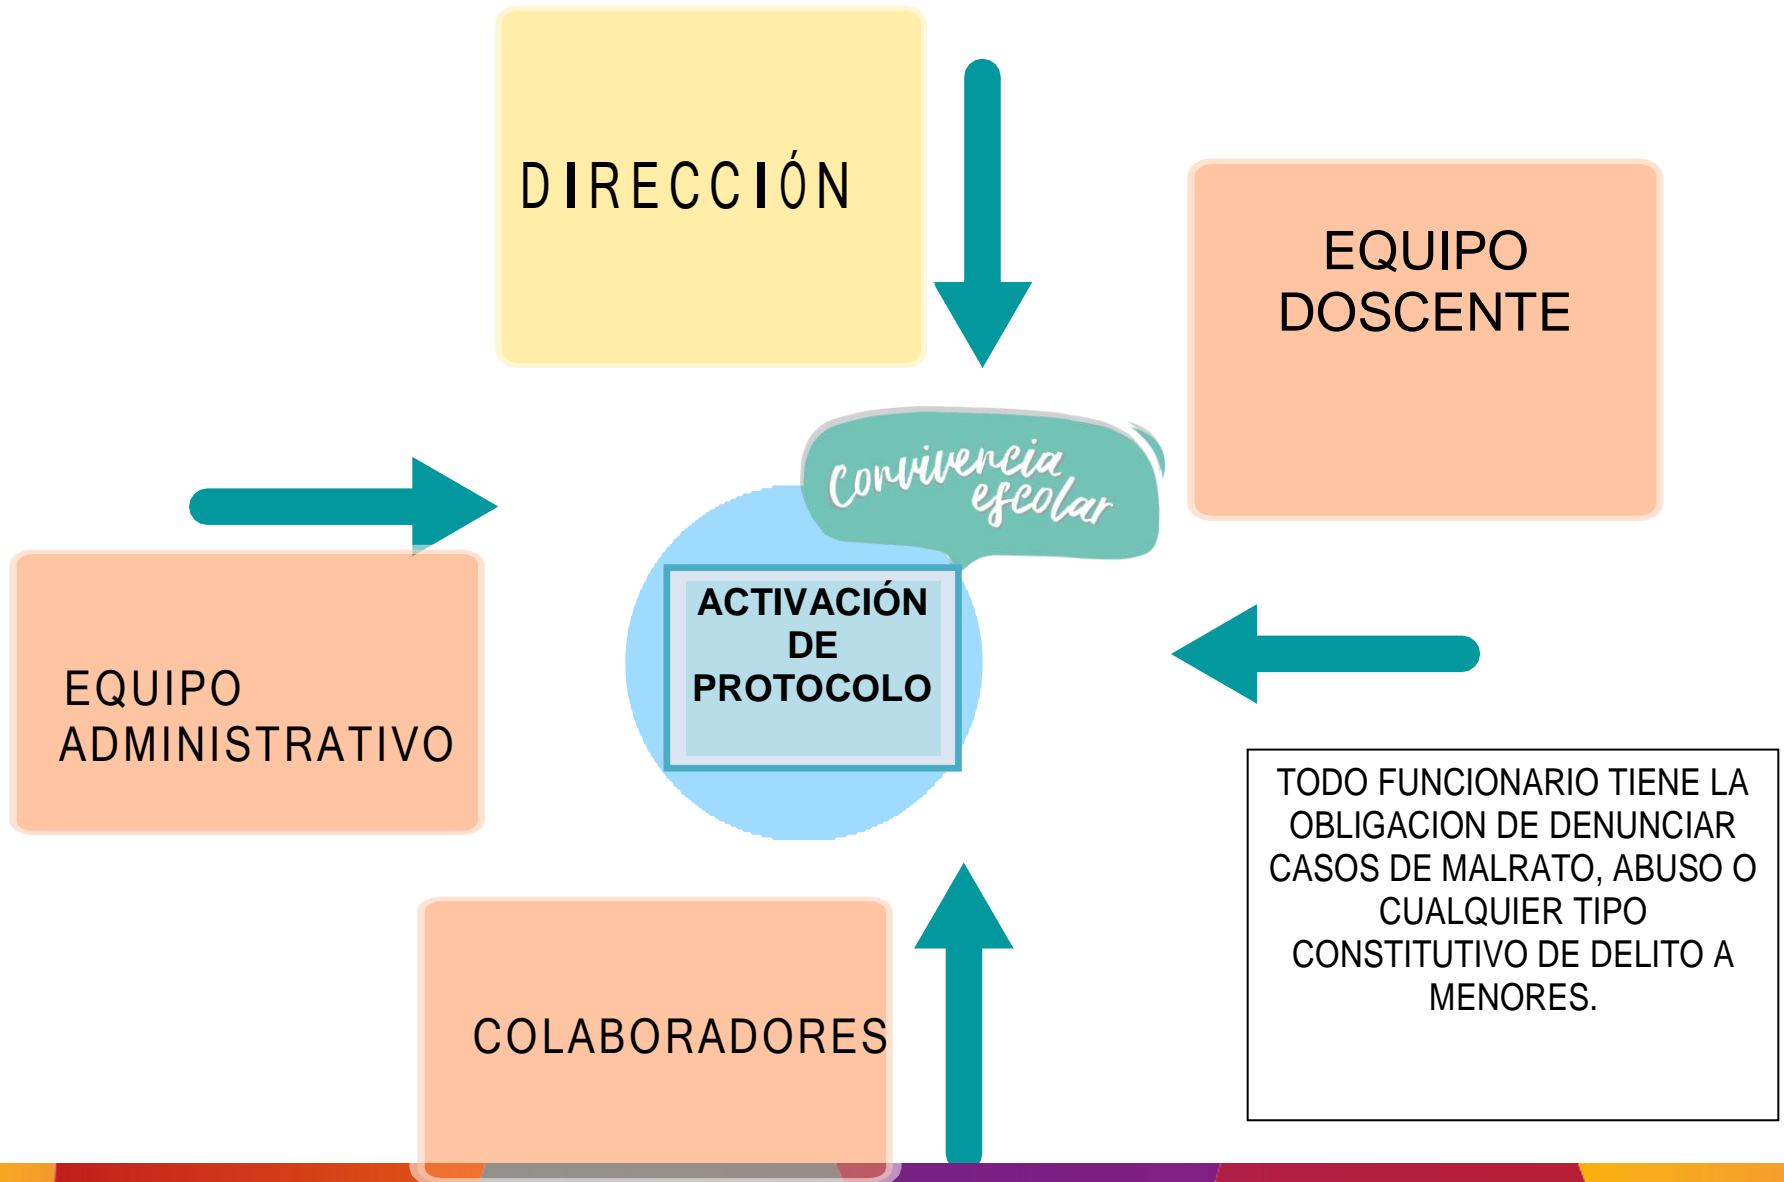 DIRECCIÓN
EQUIPO
DOSCENTE
Convivencia
escolar
ACTIVACIÓN
DE
PROTOCOLO
EQUIPO
ADMINISTRATIVO
TODO FUNCIONARIO TIENE LA
OBLIGACION DE DENUNCIAR
CASOS DE MALRATO, ABUSO O
CUALQUIER TIPO
CONSTITUTIVO DE DELITO A
MENORES.
COLABORADORES